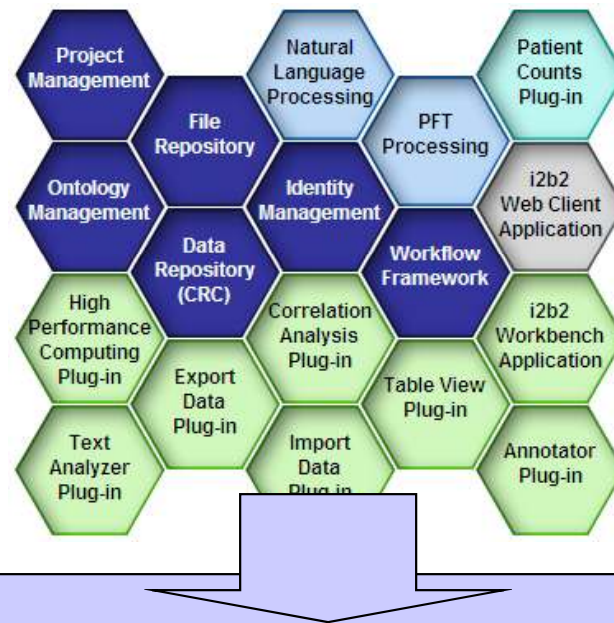 Project
Management
Natural
Language
Processing
Patient
Counts
Plug-in
File
Repository
PFT
Processing
Ontology
Management
Identity
Management
i2b2
Web Client
Application
Data
Repository
(CRC)
Workflow
Framework
High
Performance
Computing
Plug-in
Correlation
Analysis
Plug-in
i2b2
Workbench
Application
Export
Data
Plug-in
Table View
Plug-in
Text
Analyzer
Plug-in
Import
Data
Plug-in
Annotator
Plug-in